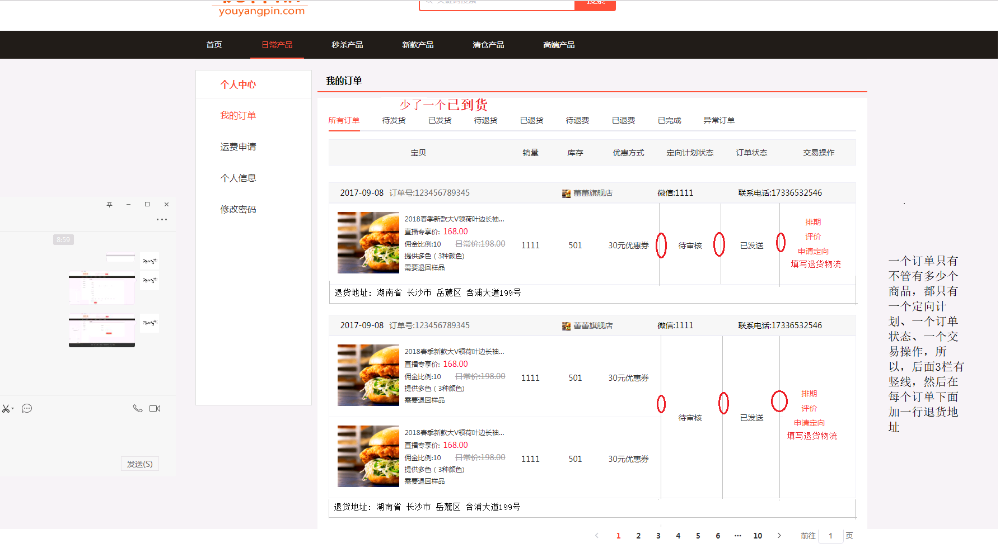 youyangpin.com
搜索
首页 日常产品 秒杀产品 新款产品 清仓产品 高端产品
个人中心
我的订单
运费申请
个人信息
修改密码
我的订单
少了一个已到货
所有订单 待发货 已发货 待退货 已退货 待退费 已退费 已完成 异常订单
宝贝 销量 库存 优惠方式 定向计划状态 订单状态 交易操作
2017-09-08 订单号:123456789345 蕾蕾旗舰店 微信:1111 联系电话:17336532546
2018春季新款大V领荷叶边长袖...
直播专享价: 168.00
佣金比例:10 日常价:198.00
提供多色 ( 3种颜色)
需要退回样品
1111 501 30元优惠券 待审核 已发送
排期
评价
申请定向
填写退货物流
退货地址: 湖南省 长沙市 岳麓区 含浦大道199号
2017-09-08 订单号:123456789345 蕾蕾旗舰店 微信:1111 联系电话:17336532546
2018春季新款大V领荷叶边长袖...
直播专享价: 168.00
佣金比例:10 日常价:198.00
提供多色 ( 3种颜色)
需要退回样品
1111 501 30元优惠券
待审核 已发送
排期
评价
申请定向
填写退货物流
2018春季新款大V领荷叶边长袖...
直播专享价: 168.00
佣金比例:10 日常价:198.00
提供多色 ( 3种颜色)
需要退回样品
1111 501 30元优惠券
退货地址: 湖南省 长沙市 岳麓区 含浦大道199号
1 2 3 4 5 6 ··· 10 前往 1 页
8:59
发送(S)
一个订单只有
不管有多少个
商品，都只有
一个定向计
划、一个订单
状态、一个交
易操作，所
以，后面3栏有
竖线，然后在
每个订单下面
加一行退货地
址